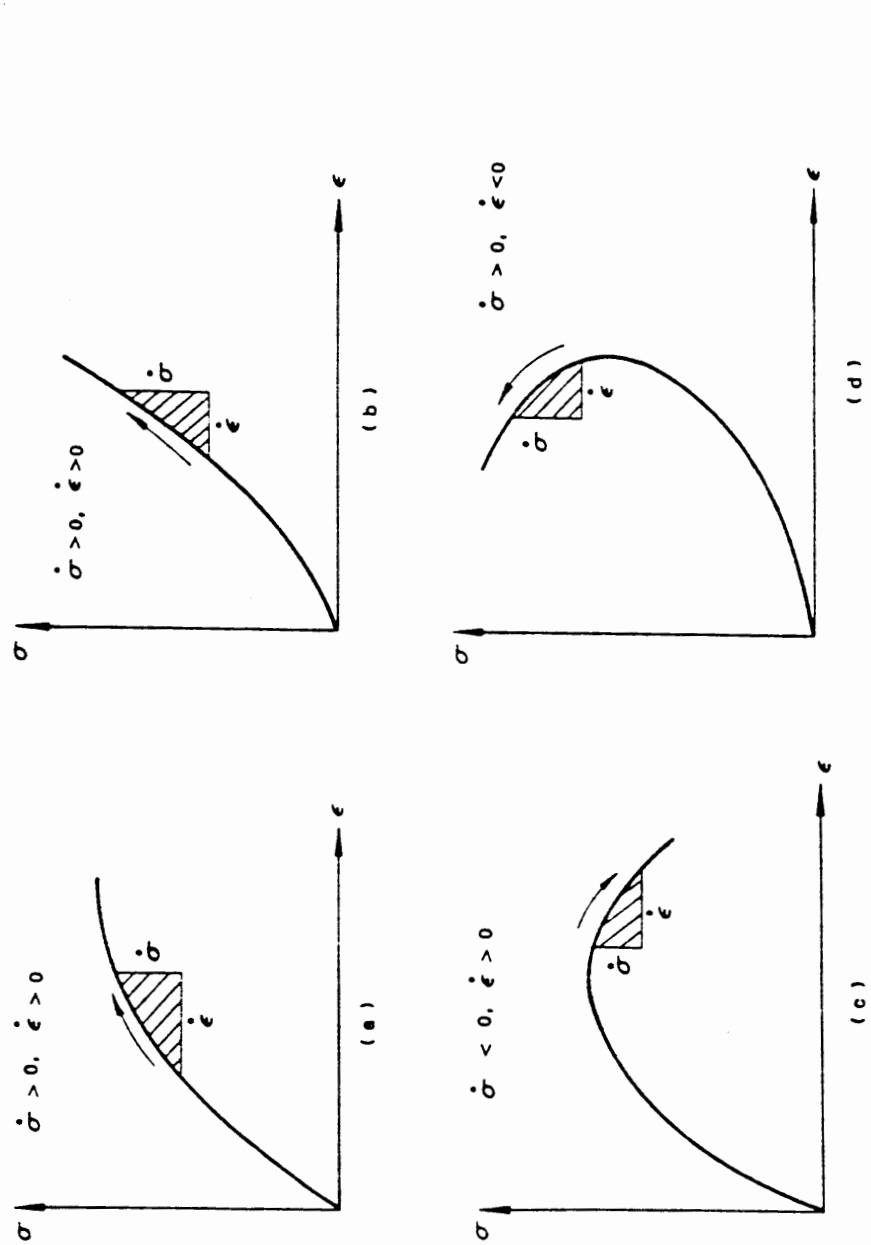 σ
σ̇ > 0, ϵ̇ > 0
σ̇
ϵ̇
ϵ
(a)
σ
σ̇ > 0, ϵ̇ > 0
σ̇
ϵ̇
ϵ
(b)
σ
σ̇ < 0, ϵ̇ > 0
σ̇
ϵ̇
ϵ
(c)
σ
σ̇ > 0, ϵ̇ < 0
σ̇
ϵ̇
ϵ
(d)